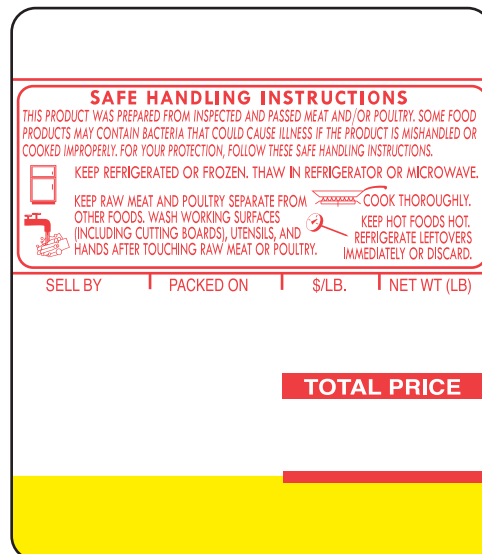 SAFE HANDLING INSTRUCTIONS
THIS PRODUCT WAS PREPARED FROM INSPECTED AND PASSED MEAT AND/OR POULTRY. SOME FOOD
PRODUCTS MAY CONTAIN BACTERIA THAT COULD CAUSE ILLNESS IF THE PRODUCT IS MISHANDLED OR
COOKED IMPROPERLY. FOR YOUR PROTECTION, FOLLOW THESE SAFE HANDLING INSTRUCTIONS.
KEEP REFRIGERATED OR FROZEN. THAW IN REFRIGERATOR OR MICROWAVE.
KEEP RAW MEAT AND POULTRY SEPARATE FROM
OTHER FOODS. WASH WORKING SURFACES
(INCLUDING CUTTING BOARDS), UTENSILS, AND
HANDS AFTER TOUCHING RAW MEAT OR POULTRY.
COOK THOROUGHLY.
KEEP HOT FOODS HOT.
REFRIGERATE LEFTOVERS
IMMEDIATELY OR DISCARD.
SELL BY PACKED ON $/LB. NET WT (LB)
TOTAL PRICE